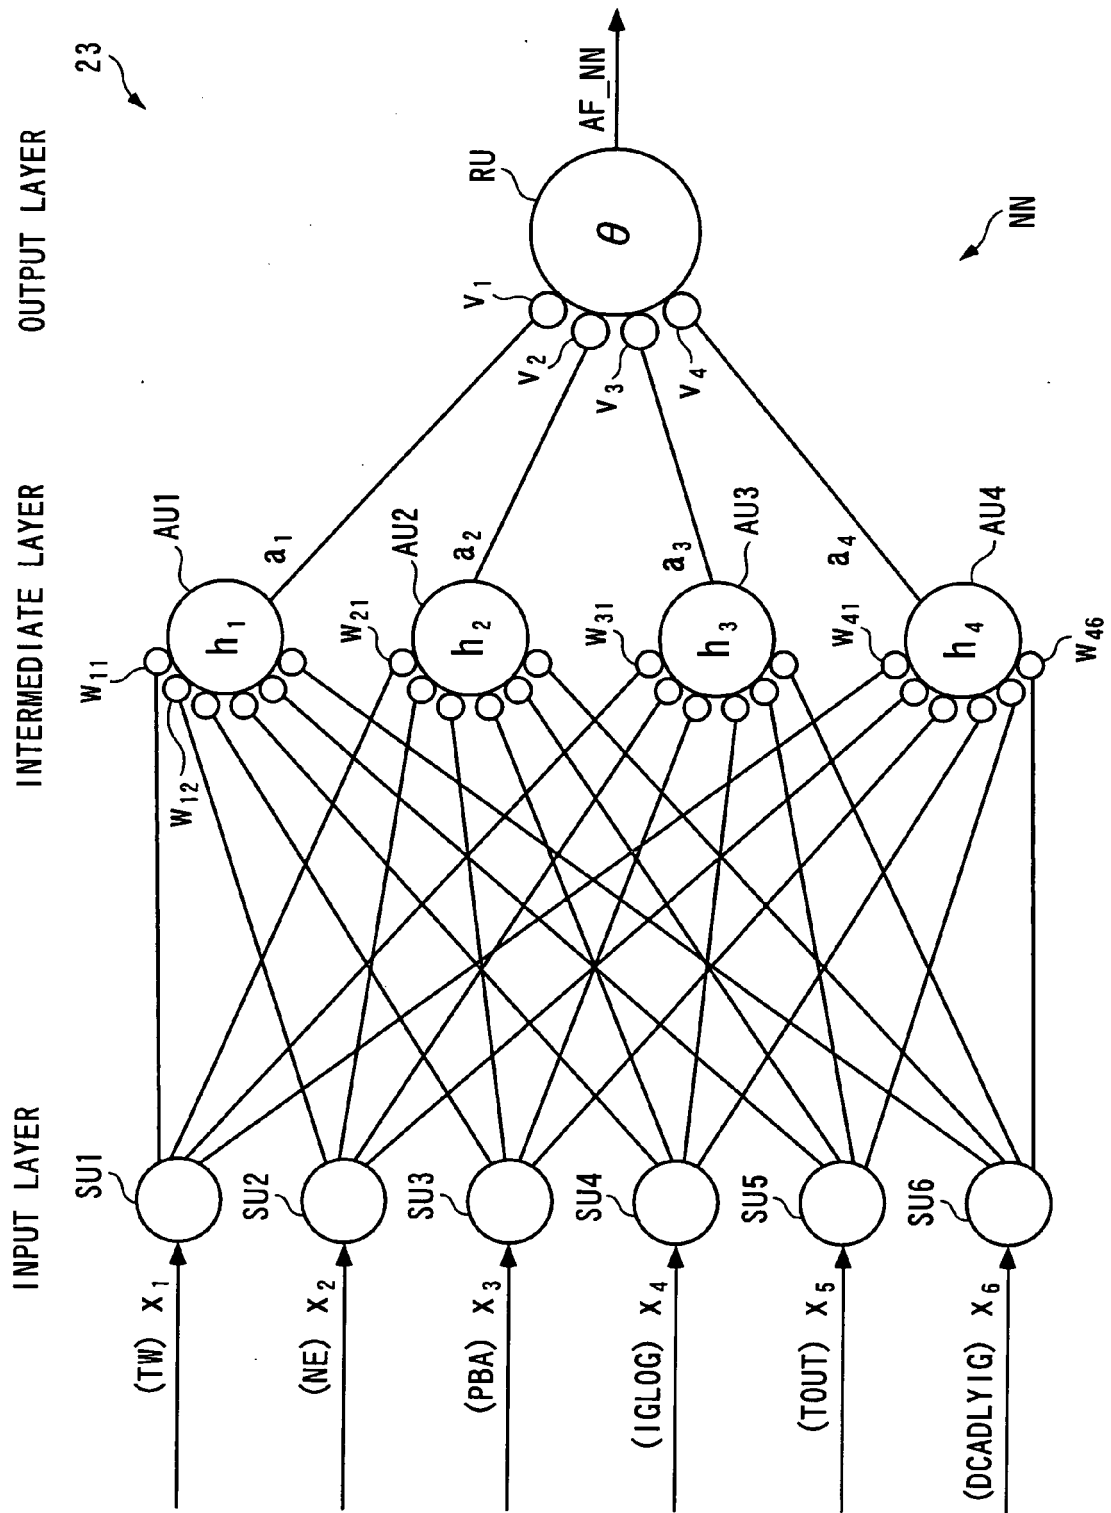 INPUT LAYER
INTERMEDIATE LAYER
OUTPUT LAYER
23
(TW) X1
(NE) X2
(PBA) X3
(IGLOG) X4
(TOUT) X5
(DCADLYIG) X6
SU1
SU2
SU3
SU4
SU5
SU6
W11
W12
W21
W31
W41
W46
AU1
h1
a1
AU2
h2
a2
AU3
h3
a3
AU4
h4
a4
V1
V2
V3
V4
RU
θ
AF_NN
NN